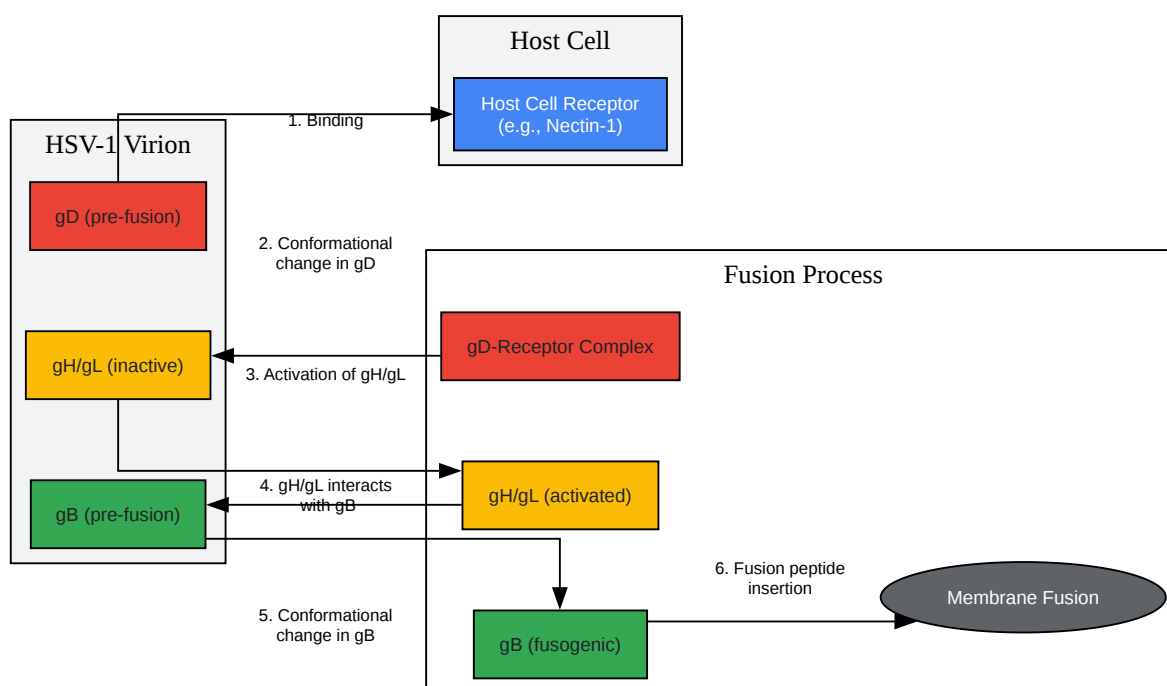 Host Cell
Host Cell Receptor
(e.g., Nectin-1)
1. Binding
HSV-1 Virion
gD (pre-fusion)
2. Conformational
change in gD
Fusion Process
gD-Receptor Complex
gH/gL (inactive)
3. Activation of gH/gL
gH/gL (activated)
4. gH/gL interacts
with gB
gB (pre-fusion)
6. Fusion peptide
insertion
Membrane Fusion
5. Conformational
change in gB
gB (fusogenic)